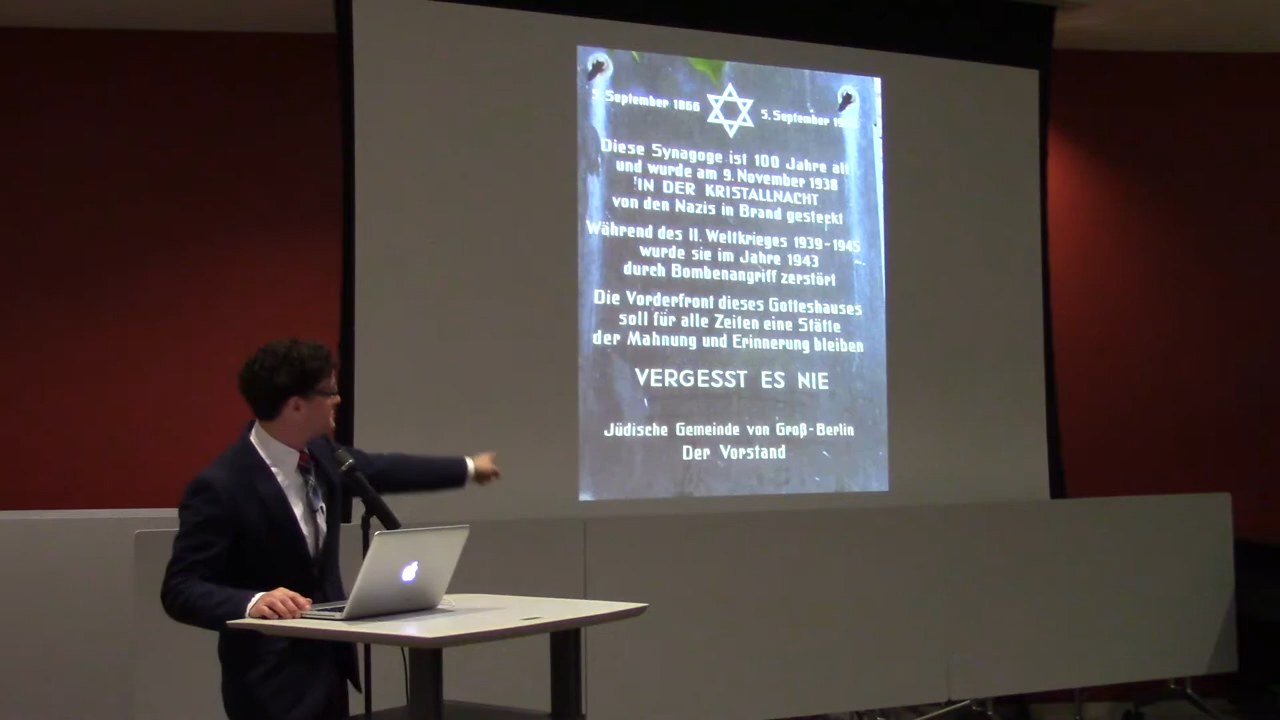 5. September 1866
5. September
Diese Synagoge ist 100 Jahre alt
und wurde am 9. November 1938
"IN DER KRISTALLNACHT
von den Nazis in Brand gesteckt
Während des II. Weltkrieges 1939-1945
wurde sie im Jahre 1943
durch Bombenangriff zerstört
Die Vorderfront dieses Gotteshauses
soll für alle Zeiten eine Stätte
der Mahnung und Erinnerung bleiben
VERGESST ES NIE
Jüdische Gemeinde von Groß-Berlin
Der Vorstand